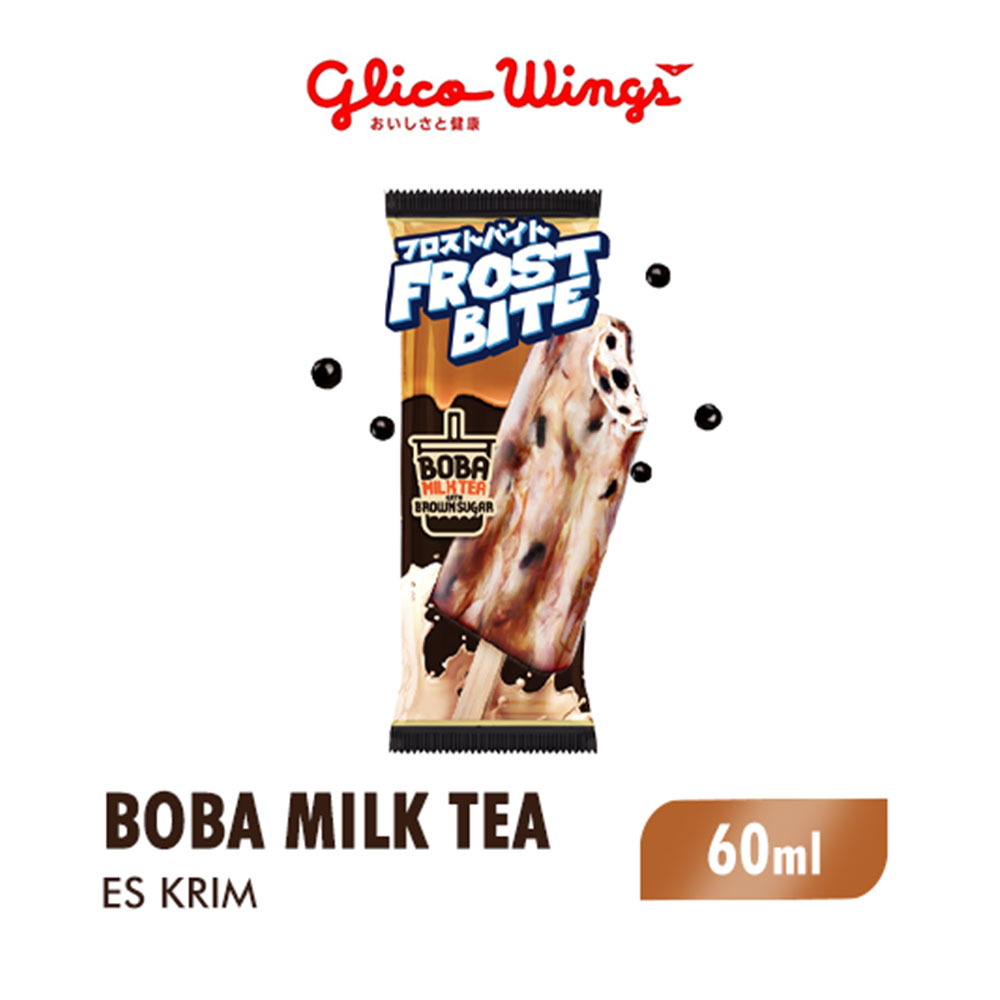 glico Wings
おいしさと健康
フロストバイト
FROST
BITE
BOBA
MILK TEA
WITH
BROWN SUGAR
BOBA MILK TEA
ES KRIM
60ml